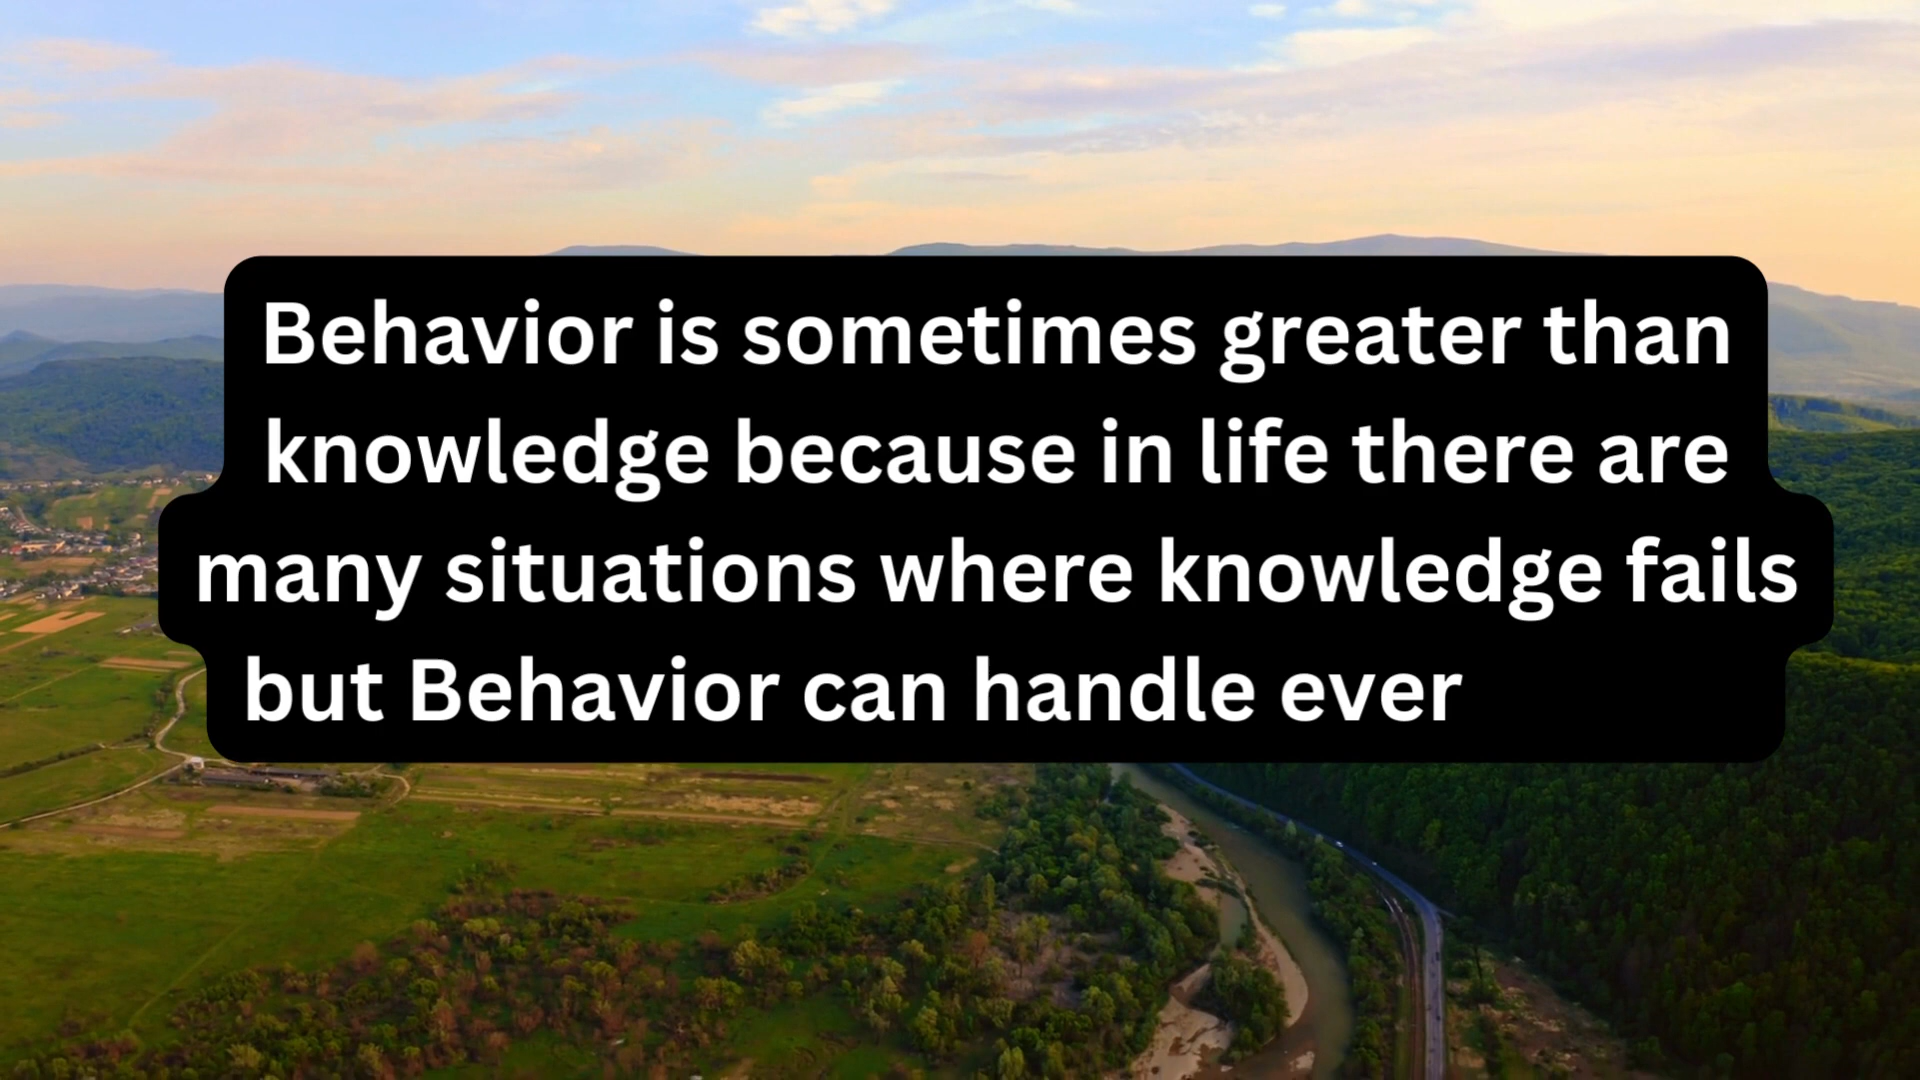 Behavior is sometimes greater than
knowledge because in life there are
many situations where knowledge fails
but Behavior can handle ever